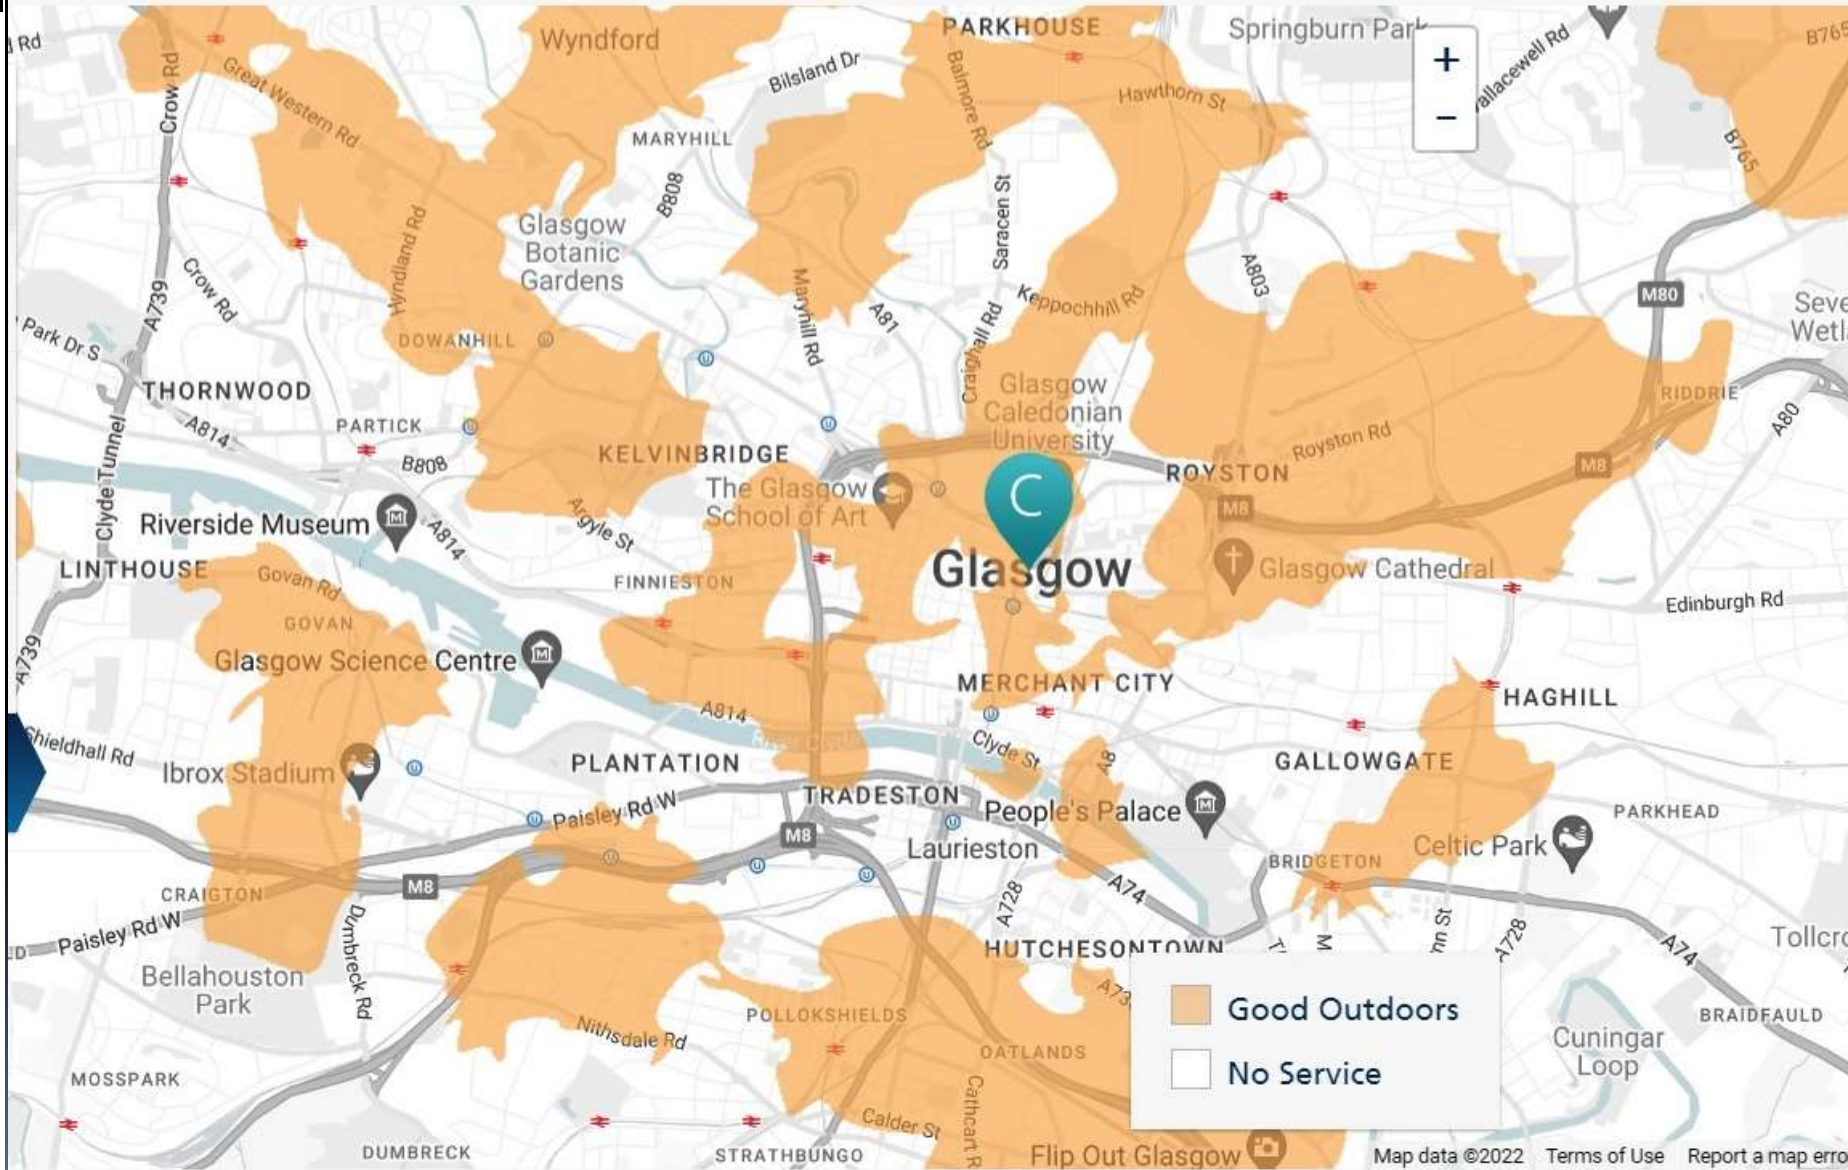 PARKHOUSE
Springburn Park
Wyndford
B765
Rd
Crow Rd
Great Western Rd
Bilsland Dr
Balmore Rd
Hawthorn St
+
−
MARYHILL
B808
Saracen St
B765
Glasgow
Botanic
Gardens
Hyndland Rd
Crow Rd
A739
Maryhill Rd
A81
Keppochhill Rd
A803
M80
Park Dr S
DOWANHILL
Craighall Rd
THORNWOOD
Glasgow
Caledonian
University
RIDDRIE
A80
A814
PARTICK
B808
KELVINBRIDGE
Royston Rd
M8
ROYSTON
Clyde Tunnel
The Glasgow
School of Art
C
M8
Riverside Museum
A814
Argyle St
Glasgow
Glasgow Cathedral
LINTHOUSE
Govan Rd
FINNIESTON
Edinburgh Rd
GOVAN
A739
Glasgow Science Centre
MERCHANT CITY
HAGHILL
A814
River Clyde
Clyde St
A8
Shieldhall Rd
Ibrox Stadium
PLANTATION
GALLOWGATE
TRADESTON
People's Palace
PARKHEAD
Paisley Rd W
M8
Laurieston
Celtic Park
BRIDGETON
CRAIGTON
M8
A74
A728
Paisley Rd W
Dumbreck Rd
HUTCHESONTOWN
A728
A74
Bellahouston
Park
Good Outdoors
POLLOKSHIELDS
BRAIDFAULD
Nithsdale Rd
OATLANDS
Cuningar
Loop
No Service
MOSSPARK
Cathcart R
Calder St
DUMBRECK
STRATHBUNGO
Flip Out Glasgow
Map data ©2022
Terms of Use
Report a map erro